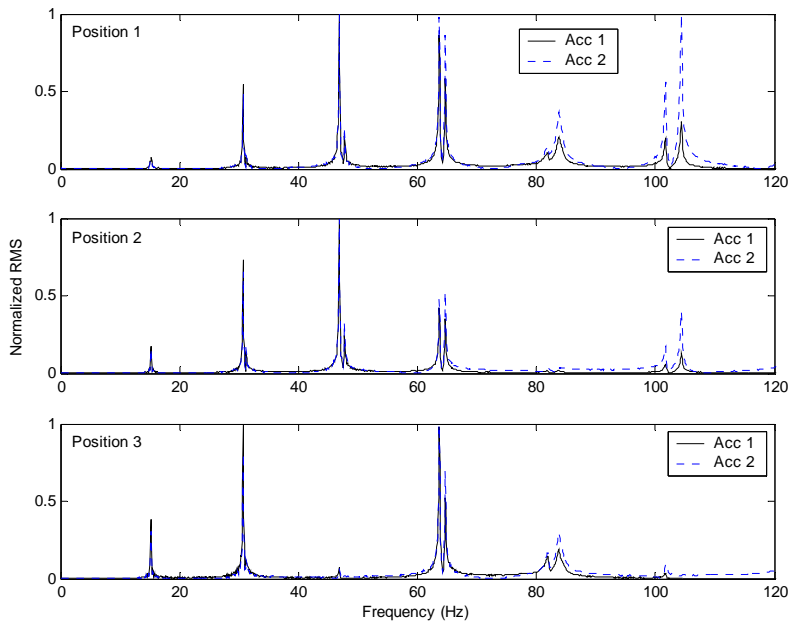 Position 1
Acc 1
Acc 2
1
0.5
0
0 20 40 60 80 100 120
Position 2
Acc 1
Acc 2
1
0.5
0
0 20 40 60 80 100 120
Normalized RMS
Position 3
Acc 1
Acc 2
1
0.5
0
0 20 40 60 80 100 120
Frequency (Hz)